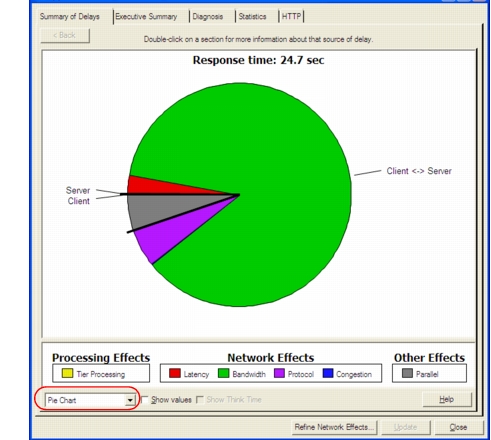 Summary of Delays Executive Summary Diagnosis Statistics HTTP
< Back
Double-click on a section for more information about that source of delay.
Response time: 24.7 sec
Client <-> Server
Server
Client
Processing Effects Network Effects Other Effects
Tier Processing Latency Bandwidth Protocol Congestion Parallel
Pie Chart Show values Show Think Time Help
Refine Network Effects... Update Close